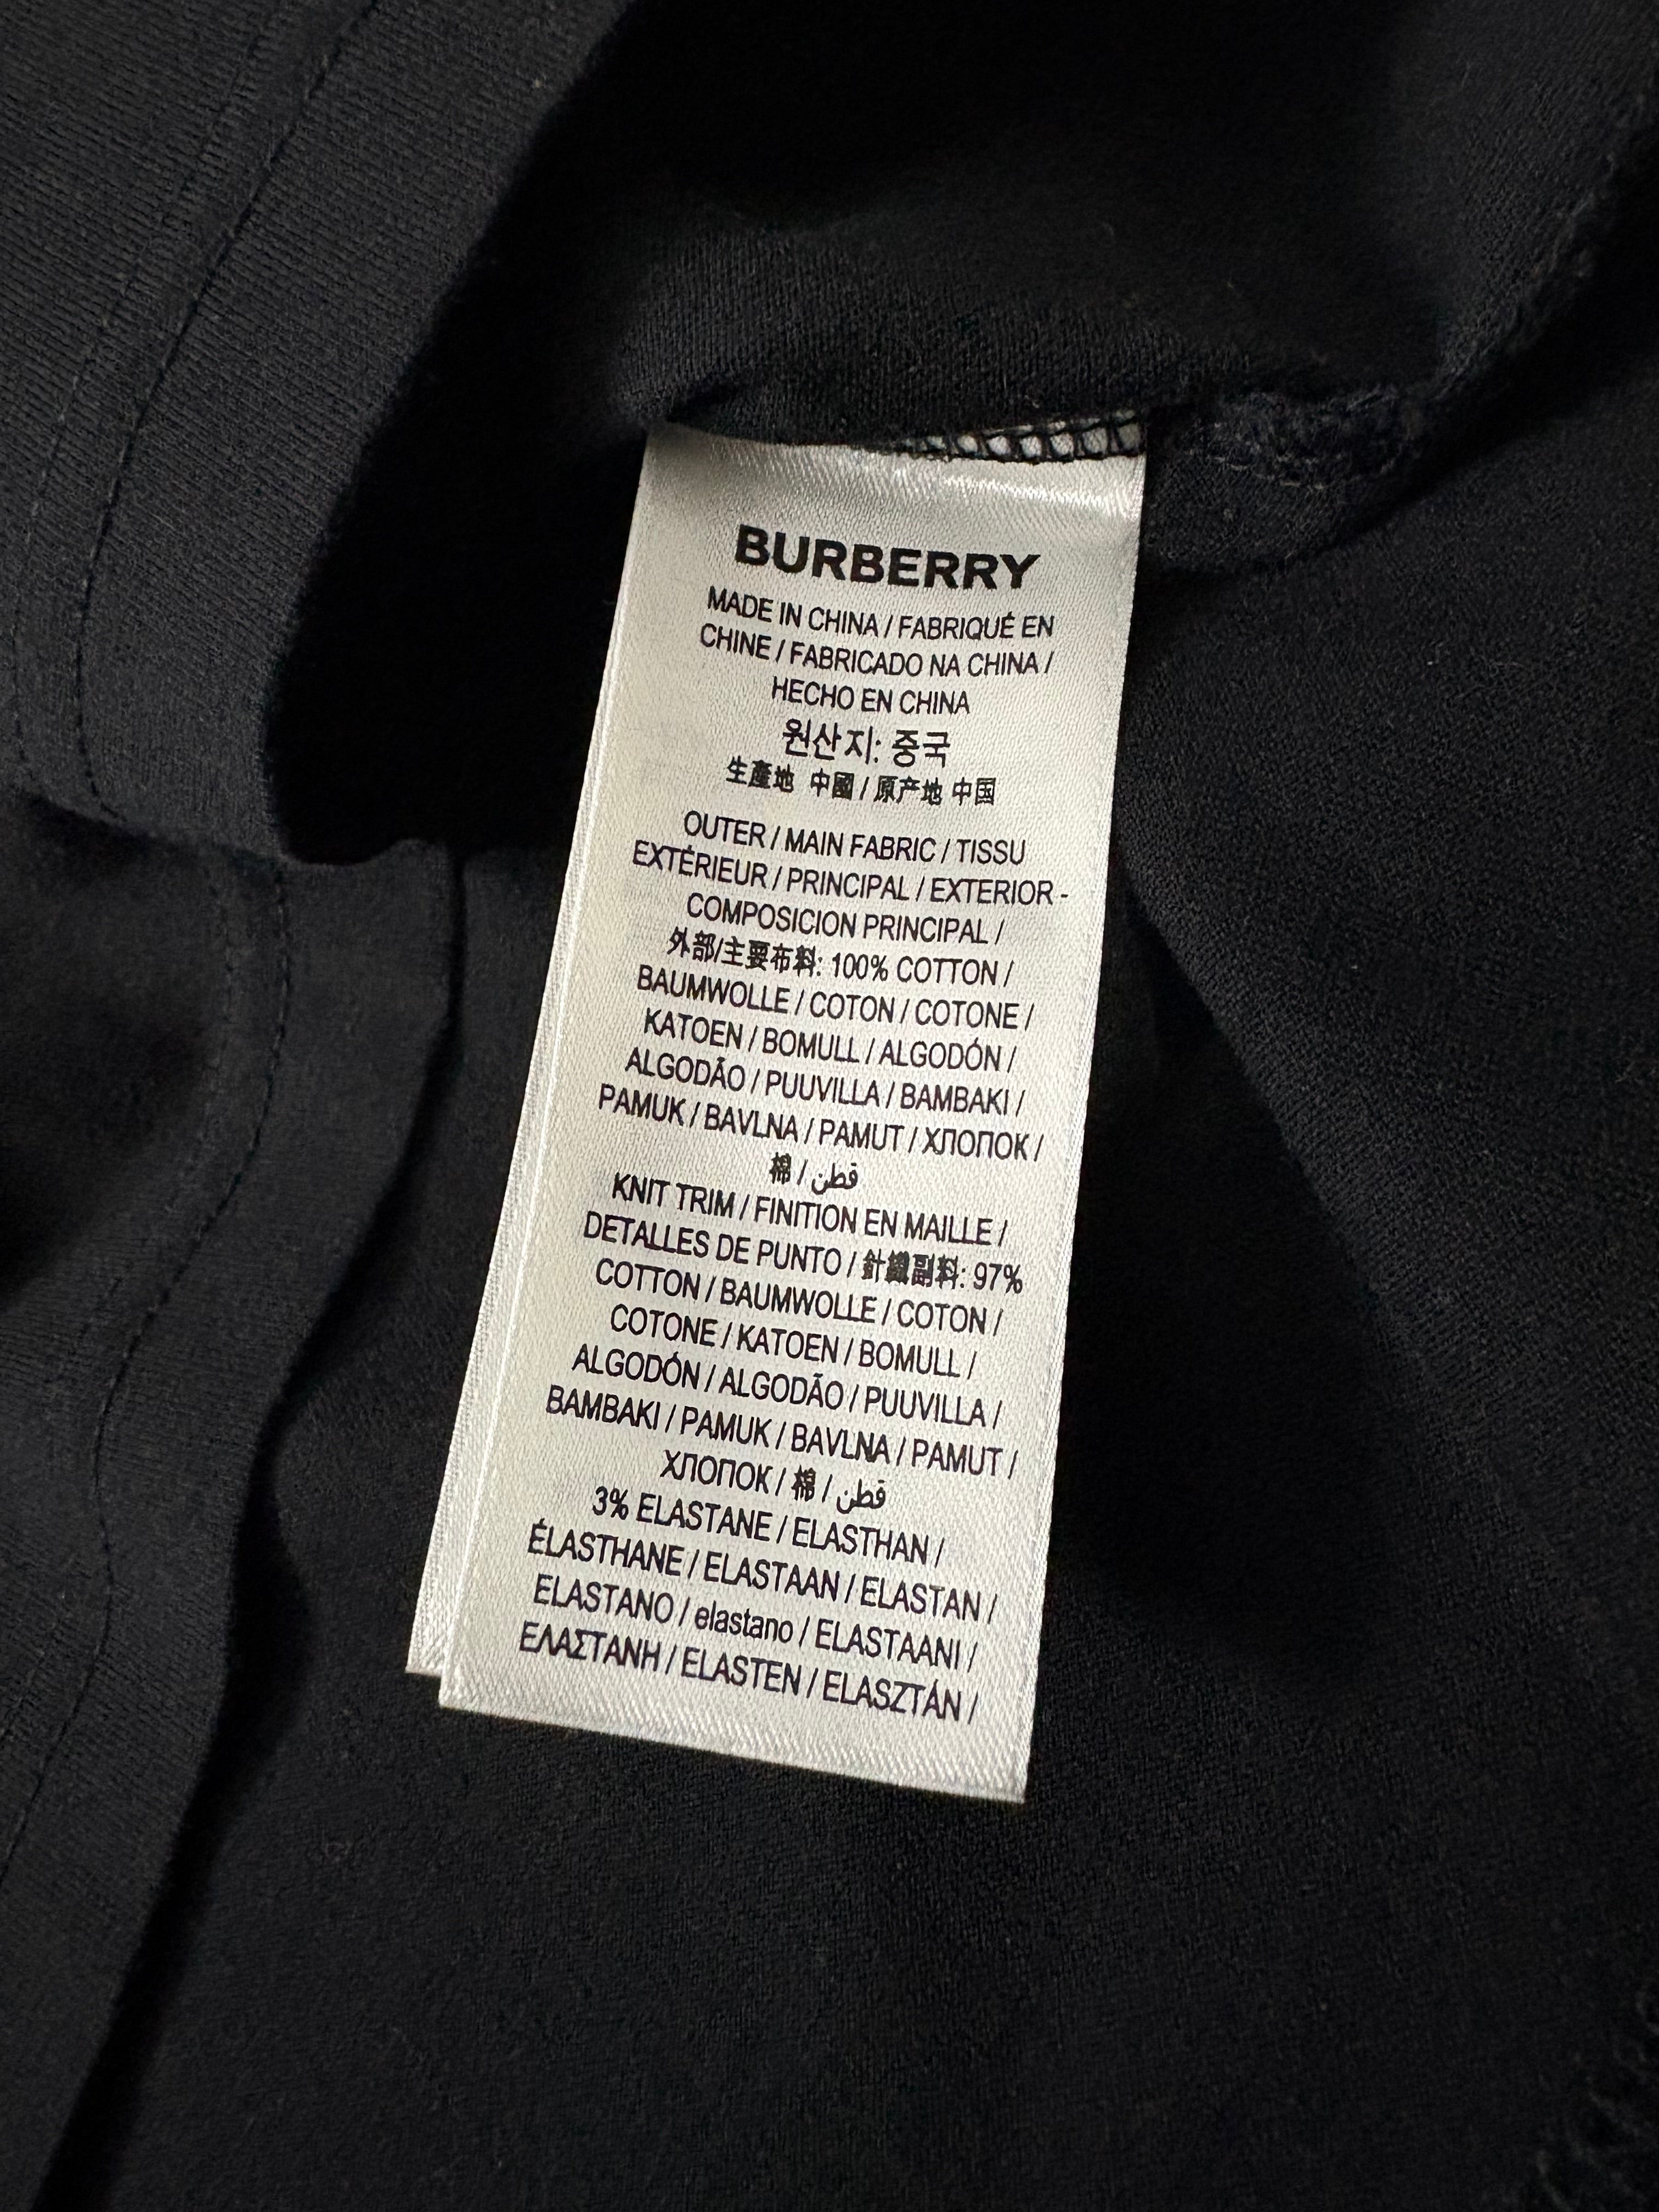 BURBERRY
MADE IN CHINA / FABRIQUÉ EN
CHINE / FABRICADO NA CHINA /
HECHO EN CHINA
원산지: 중국
生產地 中國 / 原产地 中国
OUTER / MAIN FABRIC / TISSU
EXTÉRIEUR / PRINCIPAL / EXTERIOR -
COMPOSICION PRINCIPAL /
外部/主要布料: 100% COTTON /
BAUMWOLLE / COTON / COTONE /
KATOEN / BOMULL / ALGODÓN /
ALGODÃO / PUUVILLA / BAMBAKI /
PAMUK / BAVLNA / PAMUT / ХЛОПОК /
棉 / قطن
KNIT TRIM / FINITION EN MAILLE /
DETALLES DE PUNTO / 針織副料: 97%
COTTON / BAUMWOLLE / COTON /
COTONE / KATOEN / BOMULL /
ALGODÓN / ALGODÃO / PUUVILLA /
BAMBAKI / PAMUK / BAVLNA / PAMUT /
ХЛОПОК / 棉 / قطن
3% ELASTANE / ELASTHAN /
ÉLASTHANE / ELASTAAN / ELASTAN /
ELASTANO / elastano / ELASTAANI /
ΕΛΑΣΤΑΝΗ / ELASTEN / ELASZTÁN /